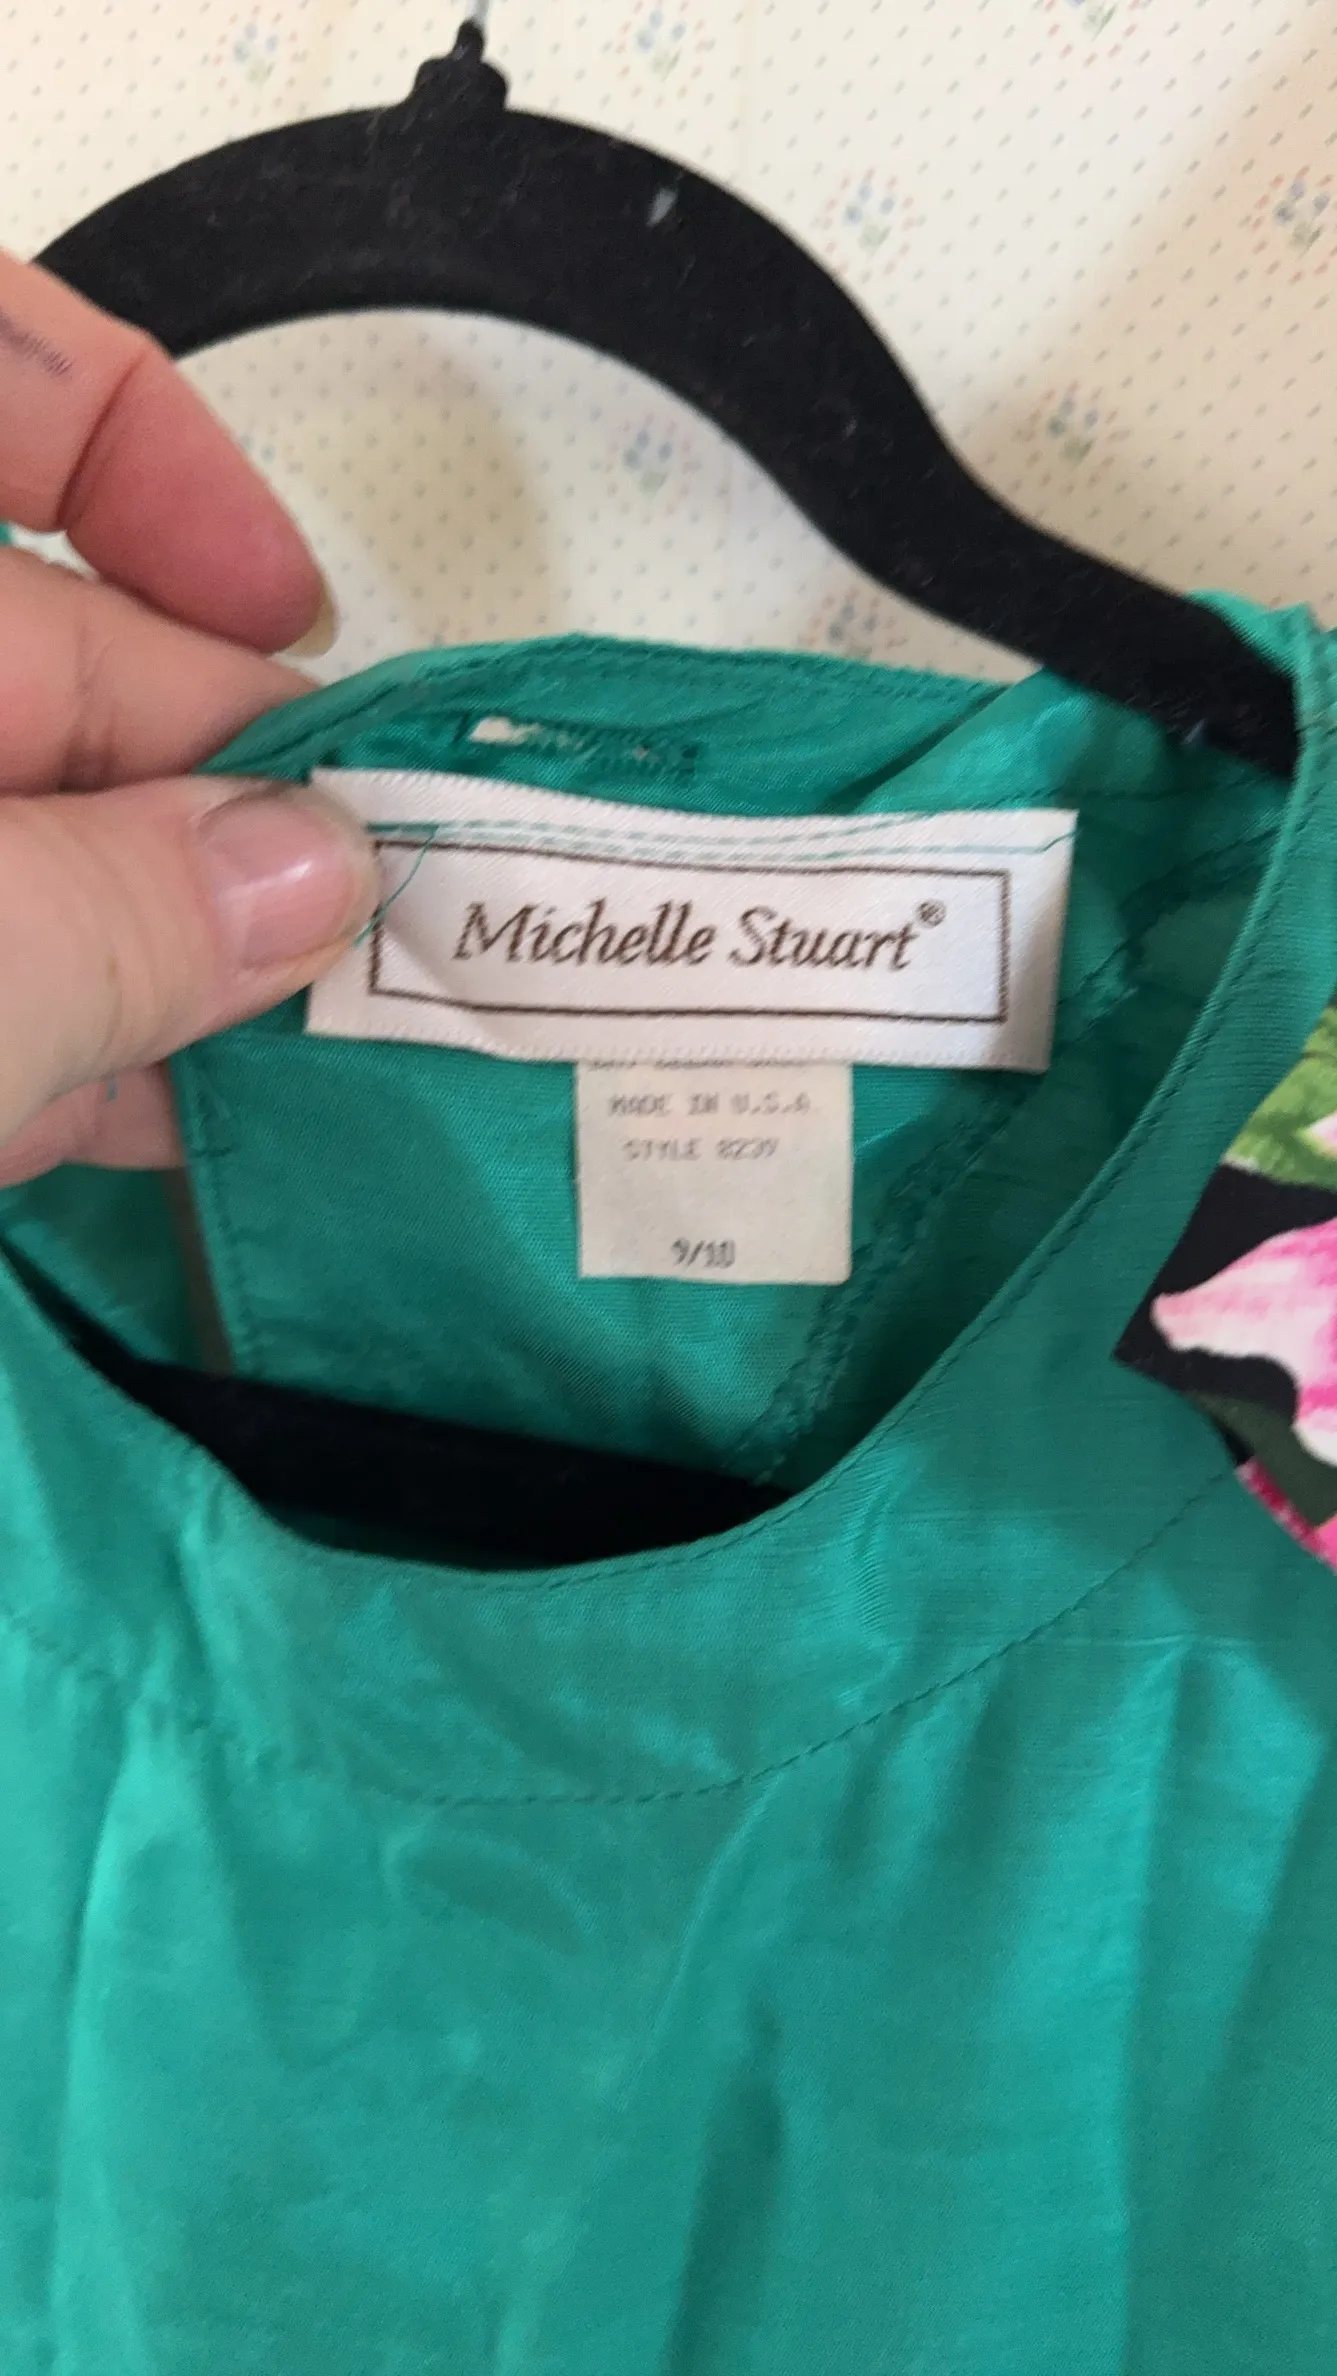 Michelle Stuart®
MADE IN U.S.A
STYLE 8239
9/10